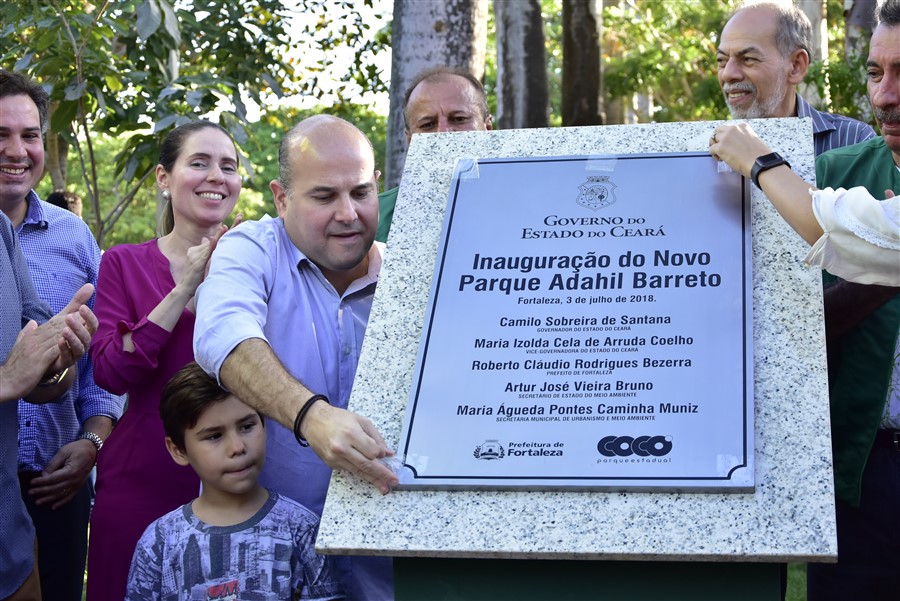 Governo do
Estado do Ceará
Inauguração do Novo
Parque Adahil Barreto
Fortaleza, 3 de julho de 2018.
Camilo Sobreira de Santana
GOVERNADOR DO ESTADO DO CEARÁ
Maria Izolda Cela de Arruda Coelho
VICE-GOVERNADORA DO ESTADO DO CEARÁ
Roberto Cláudio Rodrigues Bezerra
PREFEITO DE FORTALEZA
Artur José Vieira Bruno
SECRETÁRIO DE ESTADO DO MEIO AMBIENTE
Maria Águeda Pontes Caminha Muniz
SECRETÁRIA MUNICIPAL DE URBANISMO E MEIO AMBIENTE
Prefeitura de
Fortaleza
COCO
parqueestadual